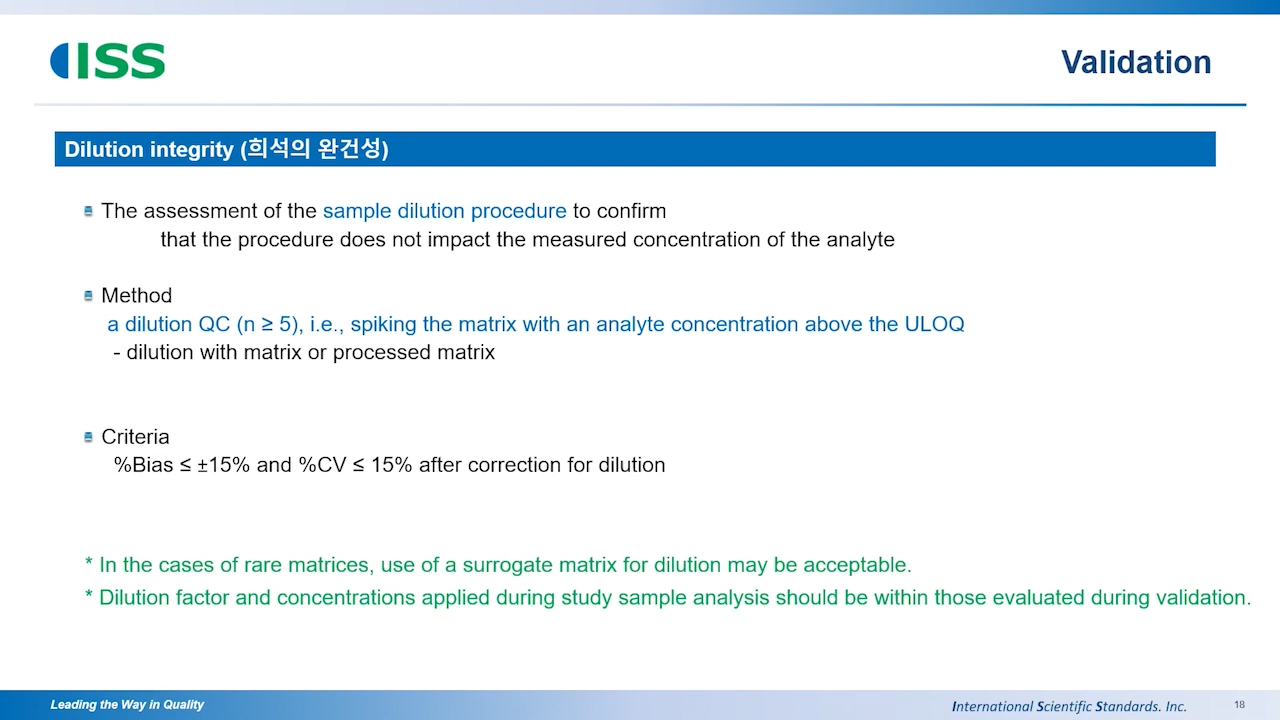 ISS
Validation
Dilution integrity (희석의 완건성)
The assessment of the sample dilution procedure to confirm
that the procedure does not impact the measured concentration of the analyte
Method
a dilution QC (n ≥ 5), i.e., spiking the matrix with an analyte concentration above the ULOQ
- dilution with matrix or processed matrix
Criteria
%Bias ≤ ±15% and %CV ≤ 15% after correction for dilution
* In the cases of rare matrices, use of a surrogate matrix for dilution may be acceptable.
* Dilution factor and concentrations applied during study sample analysis should be within those evaluated during validation.
Leading the Way in Quality
International Scientific Standards. Inc.
18